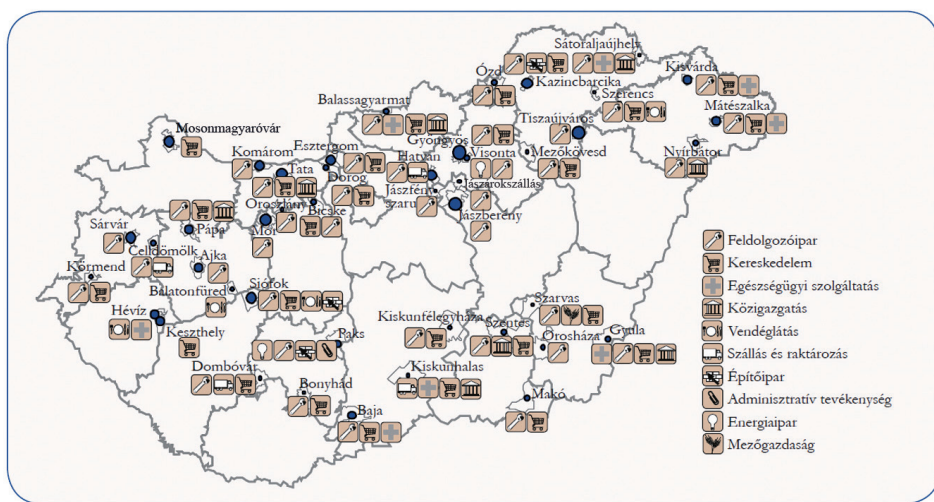 Sátoraljaújhely
Ózd
Kazincbarcika
Kisvárda
Szerencs
Balassagyarmat
Mátészalka
Tiszaújváros
Mosonmagyaróvár
Gyöngyös
Esztergom
Komárom
Hatvan
Visonta
Mezőkövesd
Nyírbátor
Tata
Dorog
Jászárokszállás
Jászfény
szaru
Oroszlány
Bicske
Jászberény
Sárvár
Pápa
Mór
Celldömölk
Ajka
Körmend
Balatonfüred
Siófok
Hévíz
Keszthely
Szarvas
Kiskunfélegyháza
Szentes
Gyula
Orosháza
Paks
Dombóvár
Bonyhád
Kiskunhalas
Makó
Baja
Feldolgozóipar
Kereskedelem
Egészségügyi szolgáltatás
Közigazgatás
Vendéglátás
Szállás és raktározás
Építőipar
Adminisztratív tevékenység
Energiaipar
Mezőgazdaság